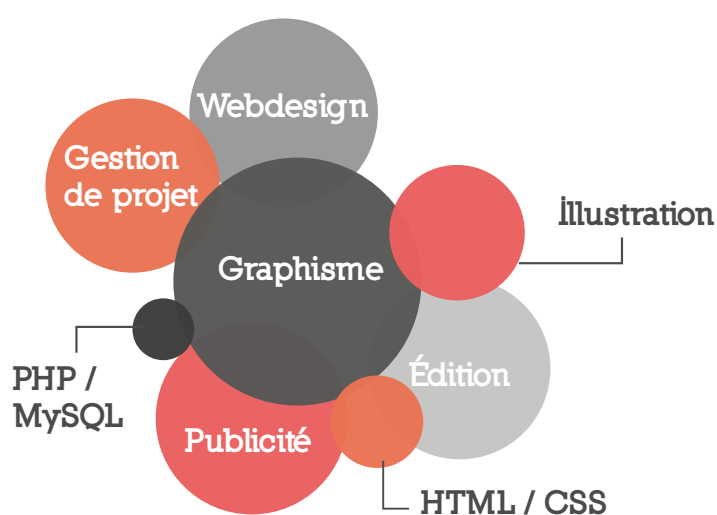 Webdesign
Gestion
de projet
İllustration
Graphisme
PHP /
MySQL
Édition
Publicité
HTML / CSS